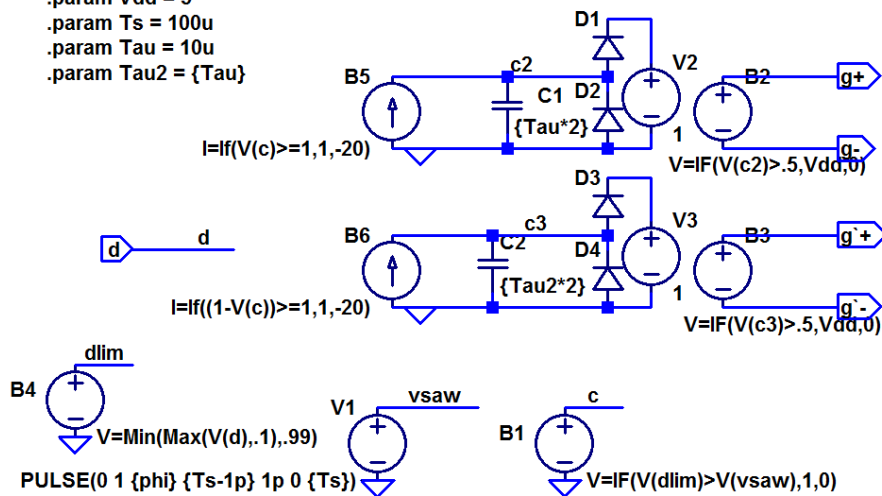 .param Ts = 100u
.param Tau = 10u
.param Tau2 = {Tau}
D1
B5
c2
C1
{Tau*2}
D2
V2
1
B2
g+
g-
I=If(V(c)>=1,1,-20)
V=IF(V(c2)>.5,Vdd,0)
D3
d
d
B6
c3
C2
{Tau2*2}
D4
V3
1
B3
g`+
g`-
I=If((1-V(c))>=1,1,-20)
V=IF(V(c3)>.5,Vdd,0)
dlim
B4
V=Min(Max(V(d),.1),.99)
vsaw
V1
PULSE(0 1 {phi} {Ts-1p} 1p 0 {Ts})
c
B1
V=IF(V(dlim)>V(vsaw),1,0)